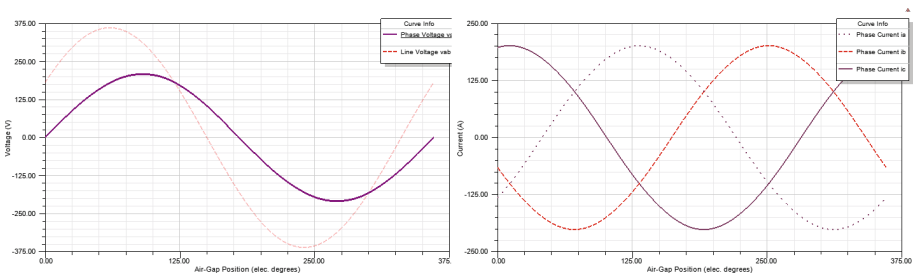 375.00
250.00
125.00
0.00
-125.00
-250.00
-375.00
Voltage (V)
0.00
125.00
250.00
375.00
Air-Gap Position (elec. degrees)
Curve Info
Phase Voltage va
Line Voltage vab
250.00
125.00
0.00
-125.00
-250.00
Current (A)
0.00
125.00
250.00
375.00
Air-Gap Position (elec. degrees)
Curve Info
Phase Current ia
Phase Current ib
Phase Current ic